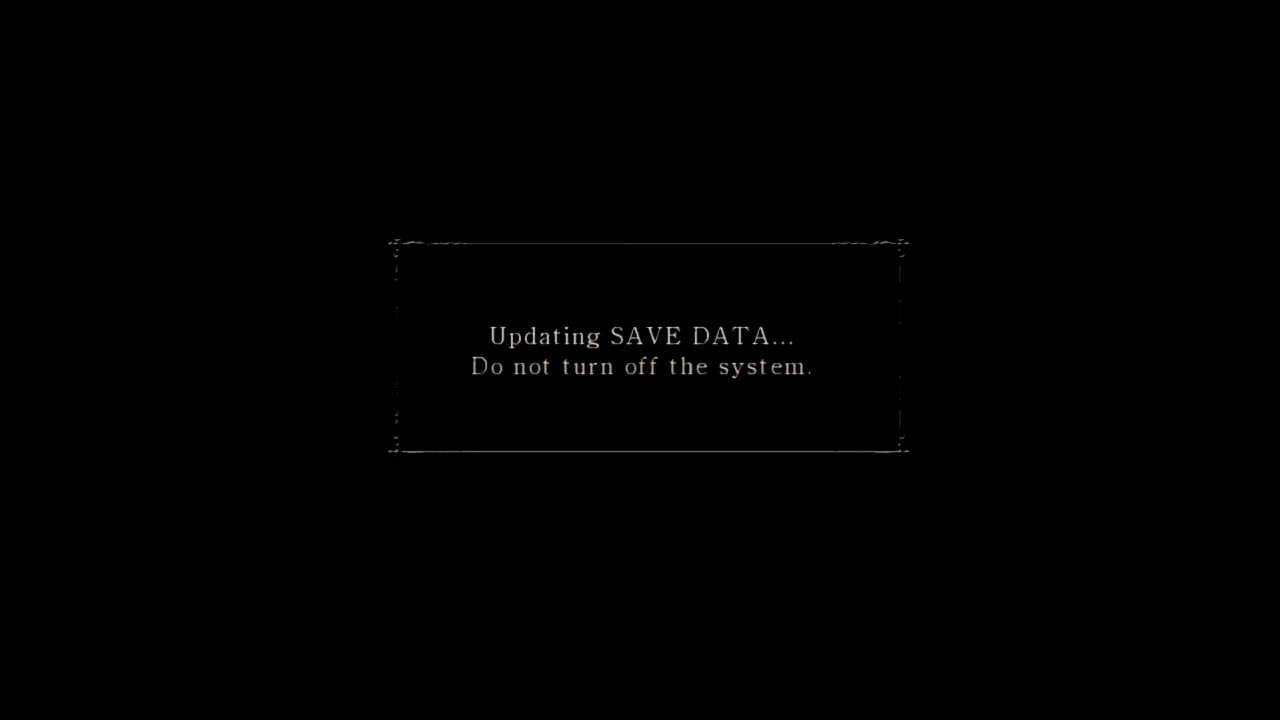 Updating SAVE DATA...
Do not turn off the system.